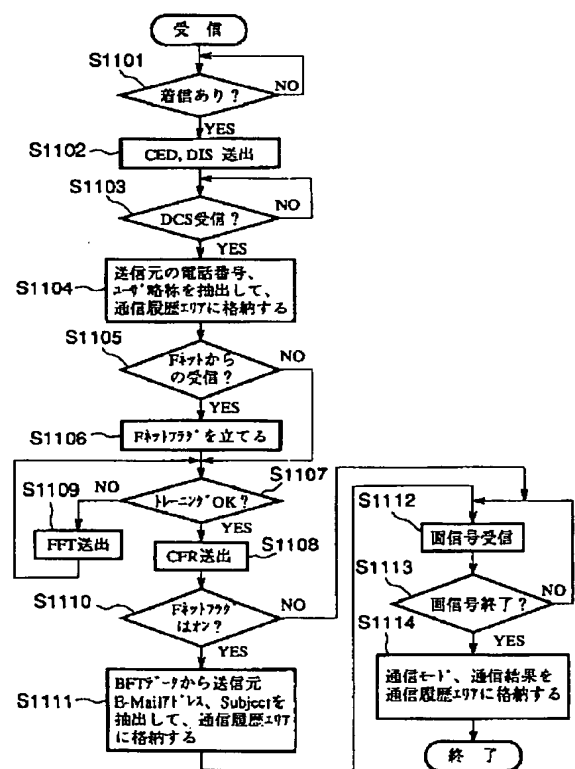 受信
S1101
着信あり？
NO
YES
S1102
CED, DIS 送出
S1103
NO
DCS受信？
YES
S1104
送信元の電話番号、
ﾕｰｻﾞ略称を抽出して、
通信履歴ｴﾘｱに格納する
S1105
Fﾈｯﾄから
の受信？
NO
YES
S1106
Fﾈｯﾄﾌﾗｸﾞを立てる
S1107
ﾄﾚｰﾆﾝｸﾞOK？
NO
YES
S1109
FFT送出
S1108
CFR送出
S1110
Fﾈｯﾄﾌﾗｸﾞ
はｵﾝ？
NO
YES
S1111
BFTﾃﾞｰﾀから送信元
E-Mailｱﾄﾞﾚｽ、Subjectを
抽出して、通信履歴ｴﾘｱ
に格納する
S1112
画信号受信
S1113
画信号終了？
NO
YES
S1114
通信ﾓｰﾄﾞ、通信結果を
通信履歴ｴﾘｱに格納する
終了